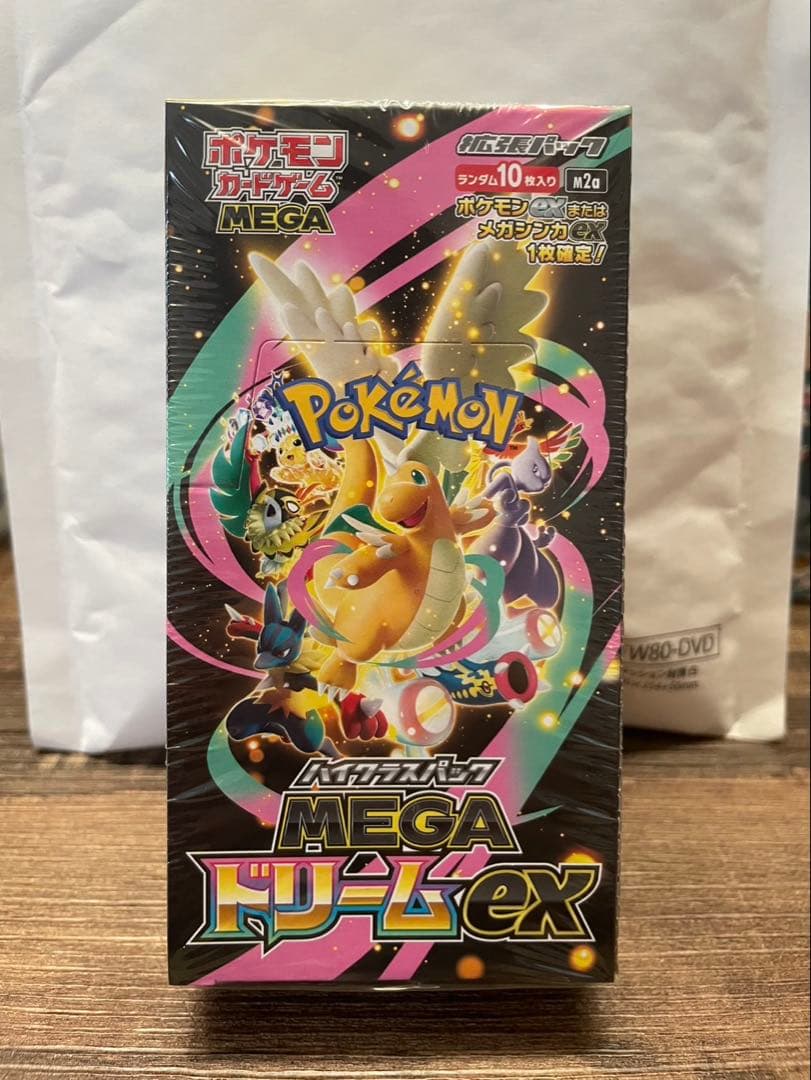 ポケモン
カードゲーム
MEGA
拡張パック
ランダム10枚入り M2a
ポケモンexまたは
メガシンカex
1枚確定!
POKéMON
TM
W80-DVD
ハイクラスパック
MEGA
ドリームex